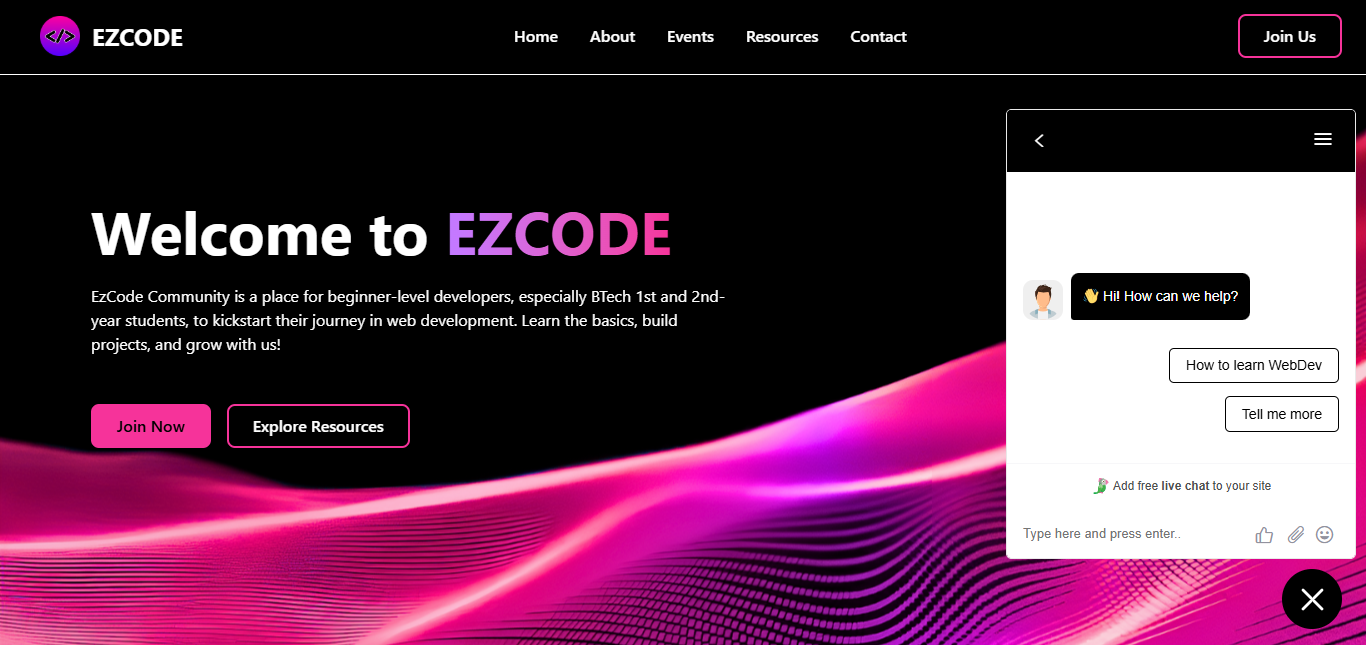 </> EZCODE
Home About Events Resources Contact
Join Us
Welcome to EZCODE
EzCode Community is a place for beginner-level developers, especially BTech 1st and 2nd-
year students, to kickstart their journey in web development. Learn the basics, build
projects, and grow with us!
Join Now
Explore Resources
👋 Hi! How can we help?
How to learn WebDev
Tell me more
Add free live chat to your site
Type here and press enter..